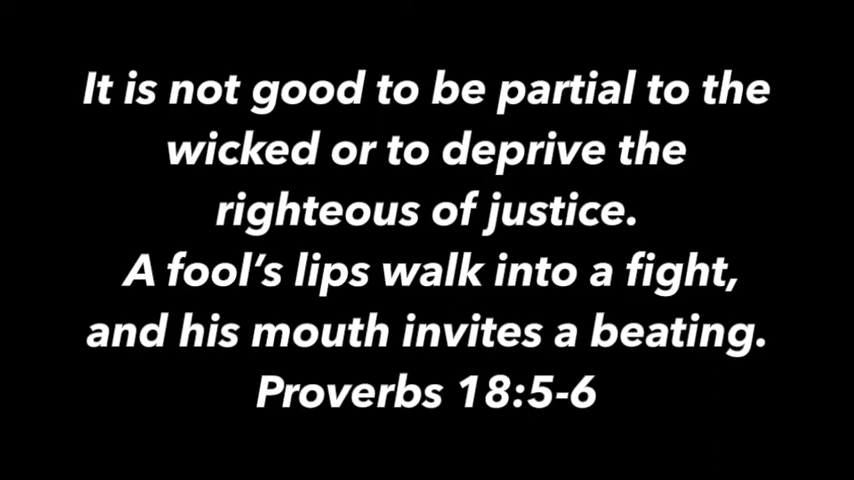 It is not good to be partial to the
wicked or to deprive the
righteous of justice.
A fool’s lips walk into a fight,
and his mouth invites a beating.
Proverbs 18:5-6